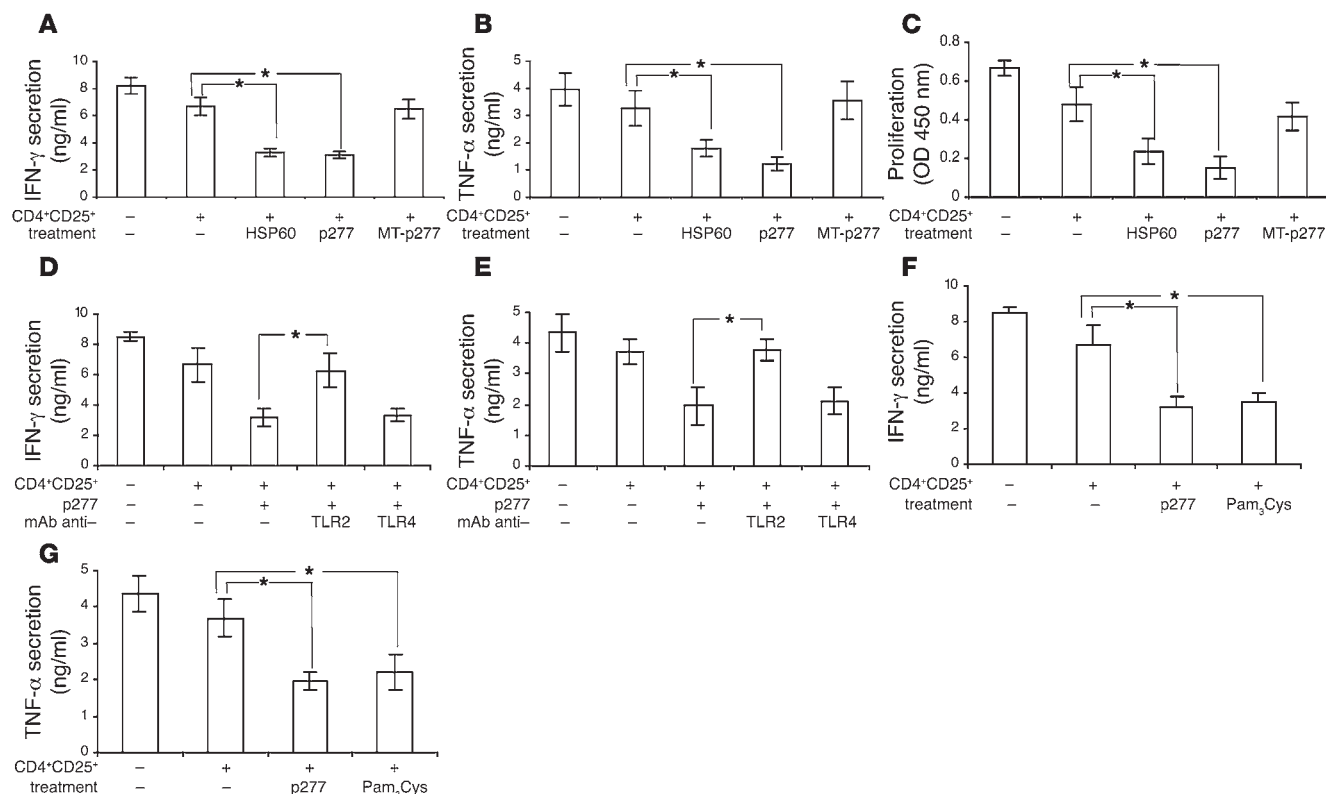 A
IFN-γ secretion
(ng/ml)
10
8
6
4
2
0
* *
CD4⁺CD25⁺ – + + + +
treatment – – HSP60 p277 MT-p277
B
TNF-α secretion
(ng/ml)
5
4
3
2
1
0
* *
CD4⁺CD25⁺ – + + + +
treatment – – HSP60 p277 MT-p277
C
Proliferation
(OD 450 nm)
0.8
0.6
0.4
0.2
0
* *
CD4⁺CD25⁺ – + + + +
treatment – – HSP60 p277 MT-p277
D
IFN-γ secretion
(ng/ml)
10
8
6
4
2
0
*
CD4⁺CD25⁺ – + + + +
p277 – – + + +
mAb anti– – – – TLR2 TLR4
E
TNF-α secretion
(ng/ml)
5
4
3
2
1
0
*
CD4⁺CD25⁺ – + + + +
p277 – – + + +
mAb anti– – – – TLR2 TLR4
F
IFN-γ secretion
(ng/ml)
10
8
6
4
2
0
* *
CD4⁺CD25⁺ – + + +
treatment – – p277 Pam₃Cys
G
TNF-α secretion
(ng/ml)
5
4
3
2
1
0
* *
CD4⁺CD25⁺ – + + +
treatment – – p277 Pam₃Cys